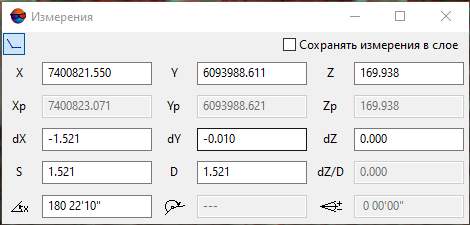 Измерения
Сохранять измерения в слое
X 7400821.550 Y 6093988.611 Z 169.938
Xp 7400823.071 Yp 6093988.621 Zp 169.938
dX -1.521 dY -0.010 dZ 0.000
S 1.521 D 1.521 dZ/D 0.000
x 180 22'10" --- 0 00'00"